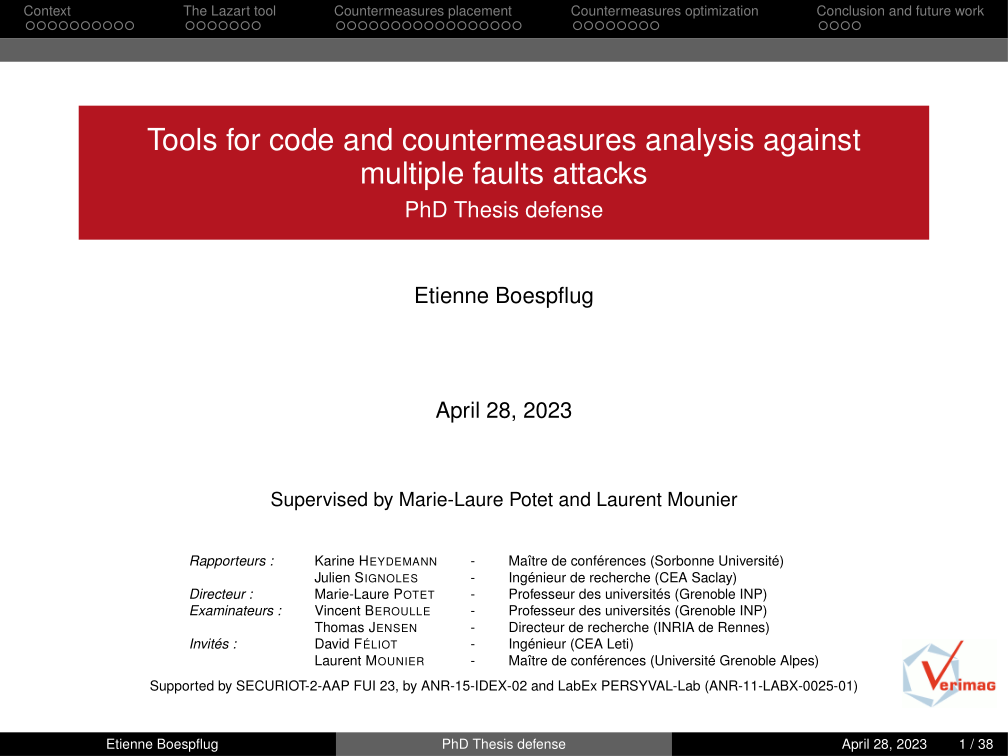 Context The Lazart tool Countermeasures placement Countermeasures optimization Conclusion and future work
Tools for code and countermeasures analysis against
multiple faults attacks
PhD Thesis defense
Etienne Boespflug
April 28, 2023
Supervised by Marie-Laure Potet and Laurent Mounier
Rapporteurs : Karine HEYDEMANN - Maître de conférences (Sorbonne Université)
Julien SIGNOLES - Ingénieur de recherche (CEA Saclay)
Directeur : Marie-Laure POTET - Professeur des universités (Grenoble INP)
Examinateurs : Vincent BEROULLE - Professeur des universités (Grenoble INP)
Thomas JENSEN - Directeur de recherche (INRIA de Rennes)
Invités : David FÉLIOT - Ingénieur (CEA Leti)
Laurent MOUNIER - Maître de conférences (Université Grenoble Alpes)
Supported by SECURIOT-2-AAP FUI 23, by ANR-15-IDEX-02 and LabEx PERSYVAL-Lab (ANR-11-LABX-0025-01)
Verimag
Etienne Boespflug PhD Thesis defense April 28, 2023 1 / 38